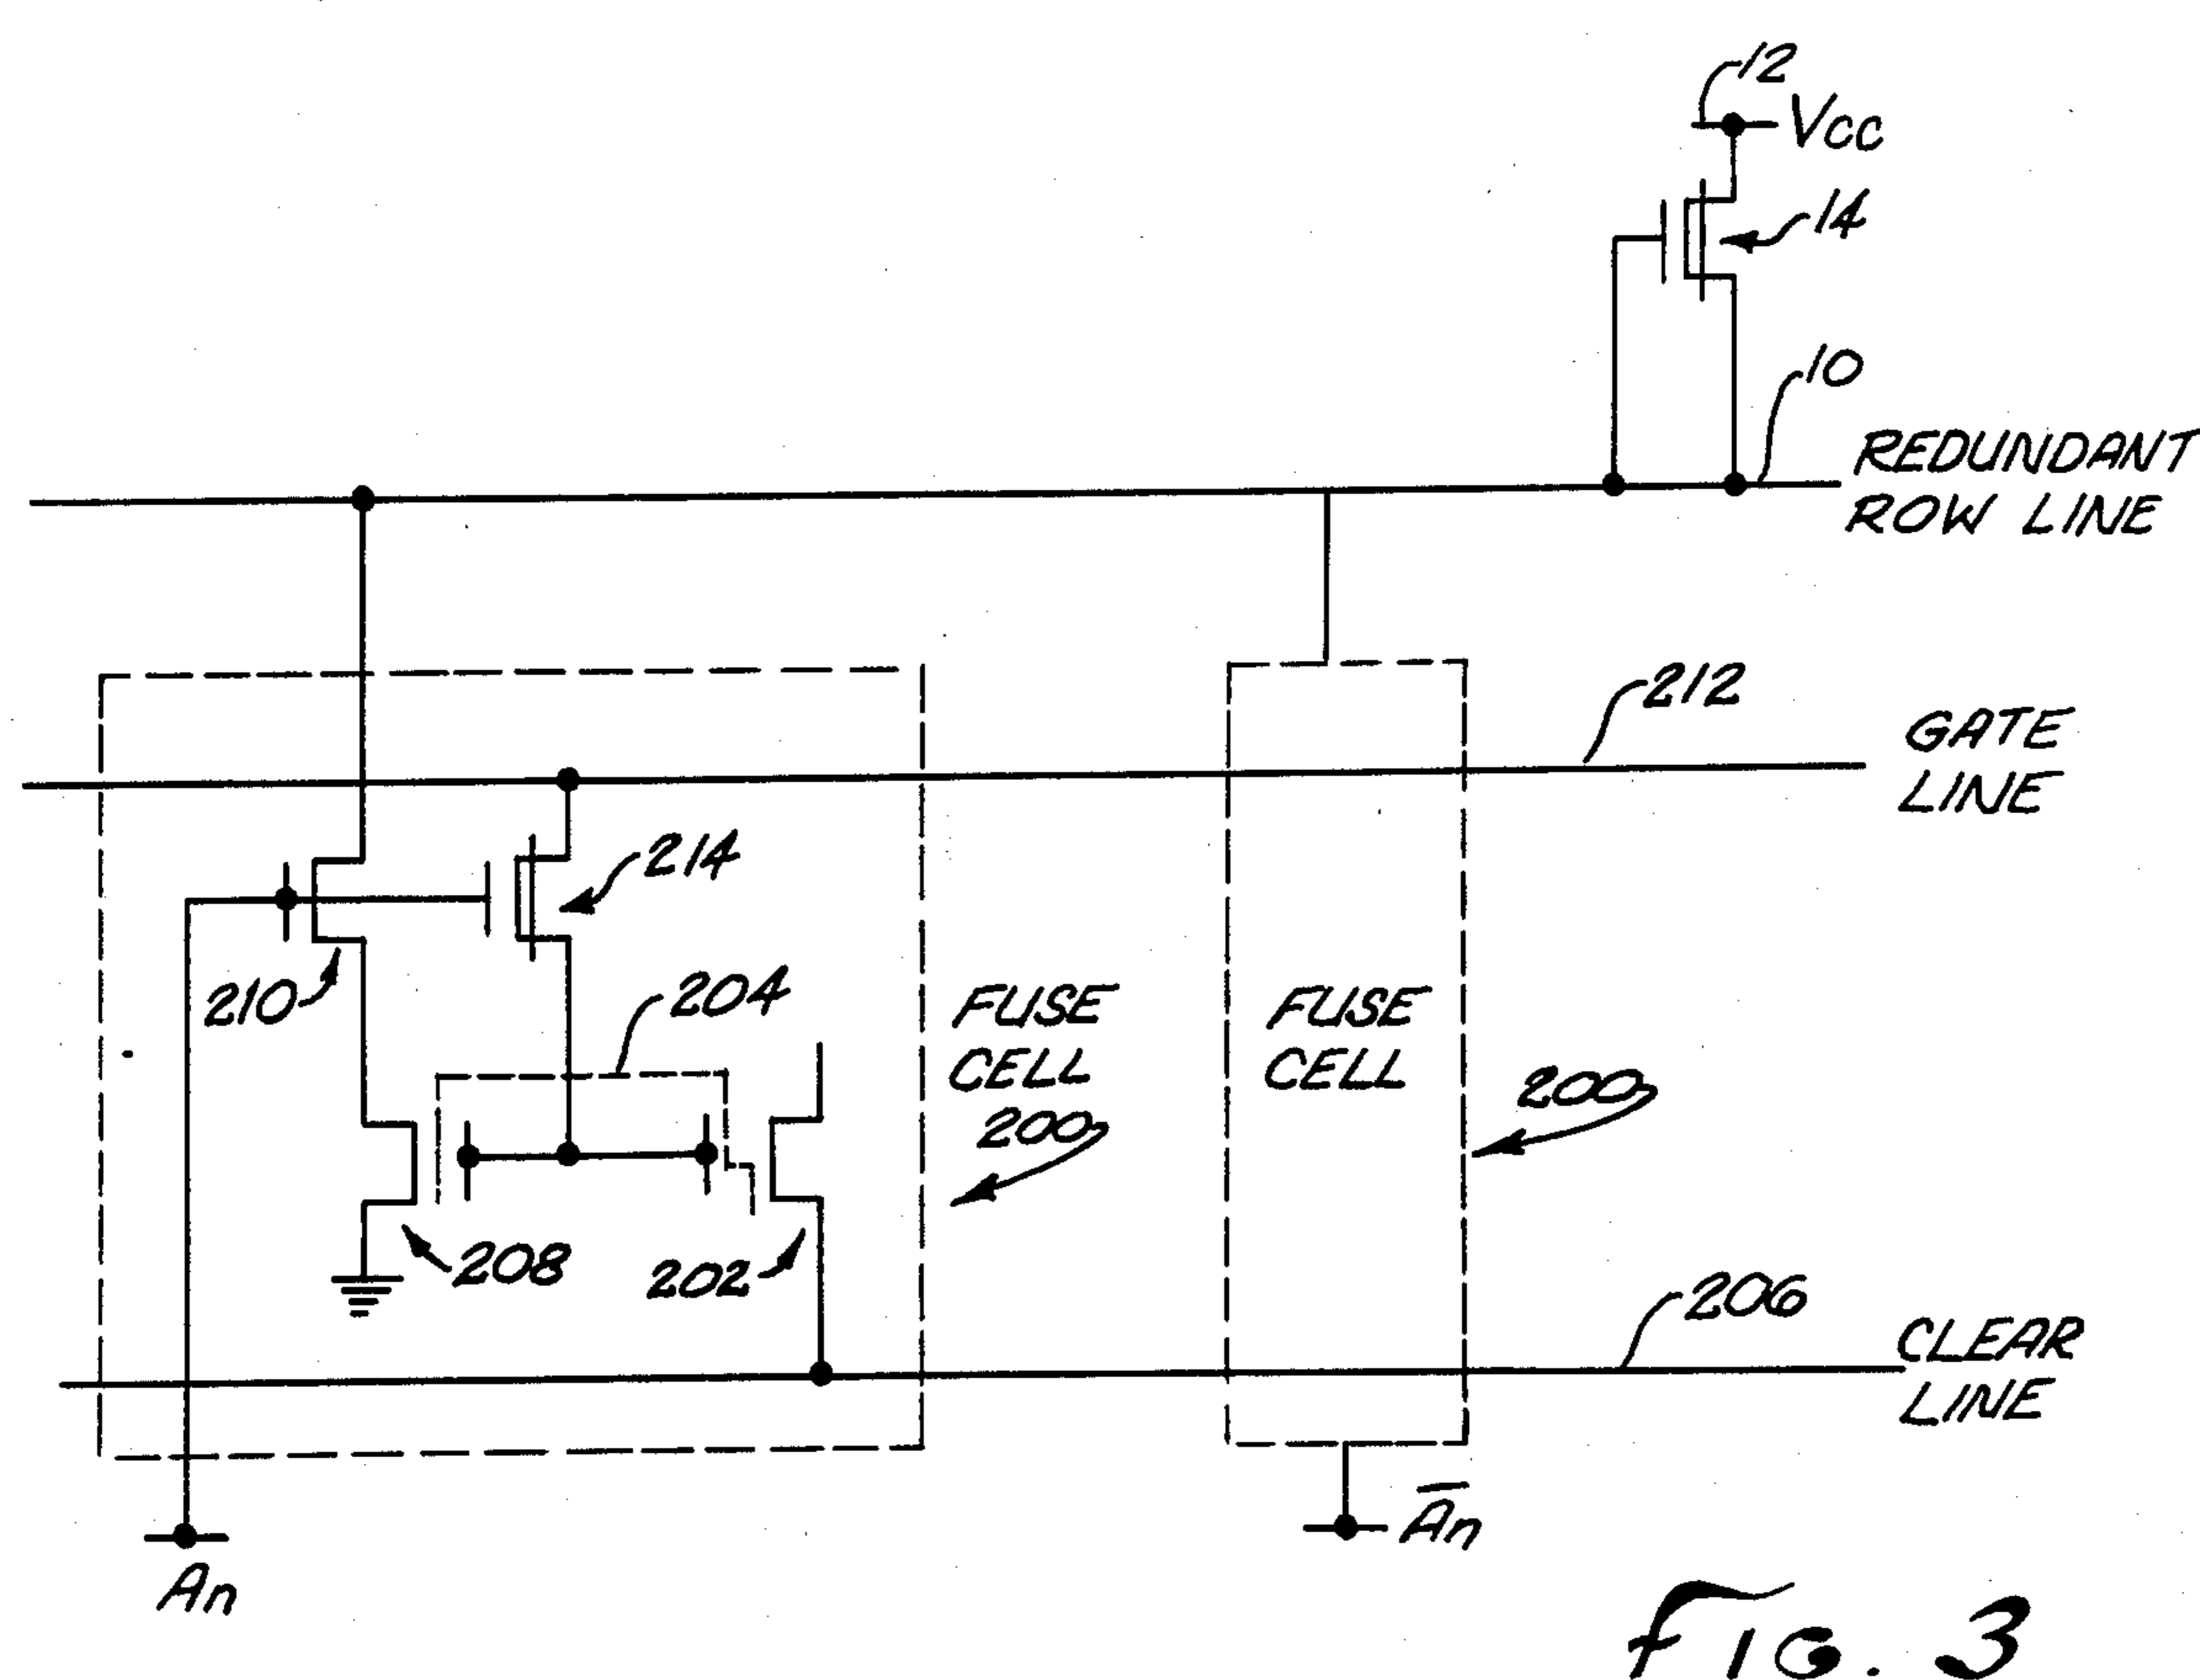 12
Vcc
14
10
REDUNDANT
ROW LINE
212
GATE
LINE
214
210
204
FUSE
CELL
200
FUSE
CELL
200
208
202
206
CLEAR
LINE
An
A̅n
FIG. 3